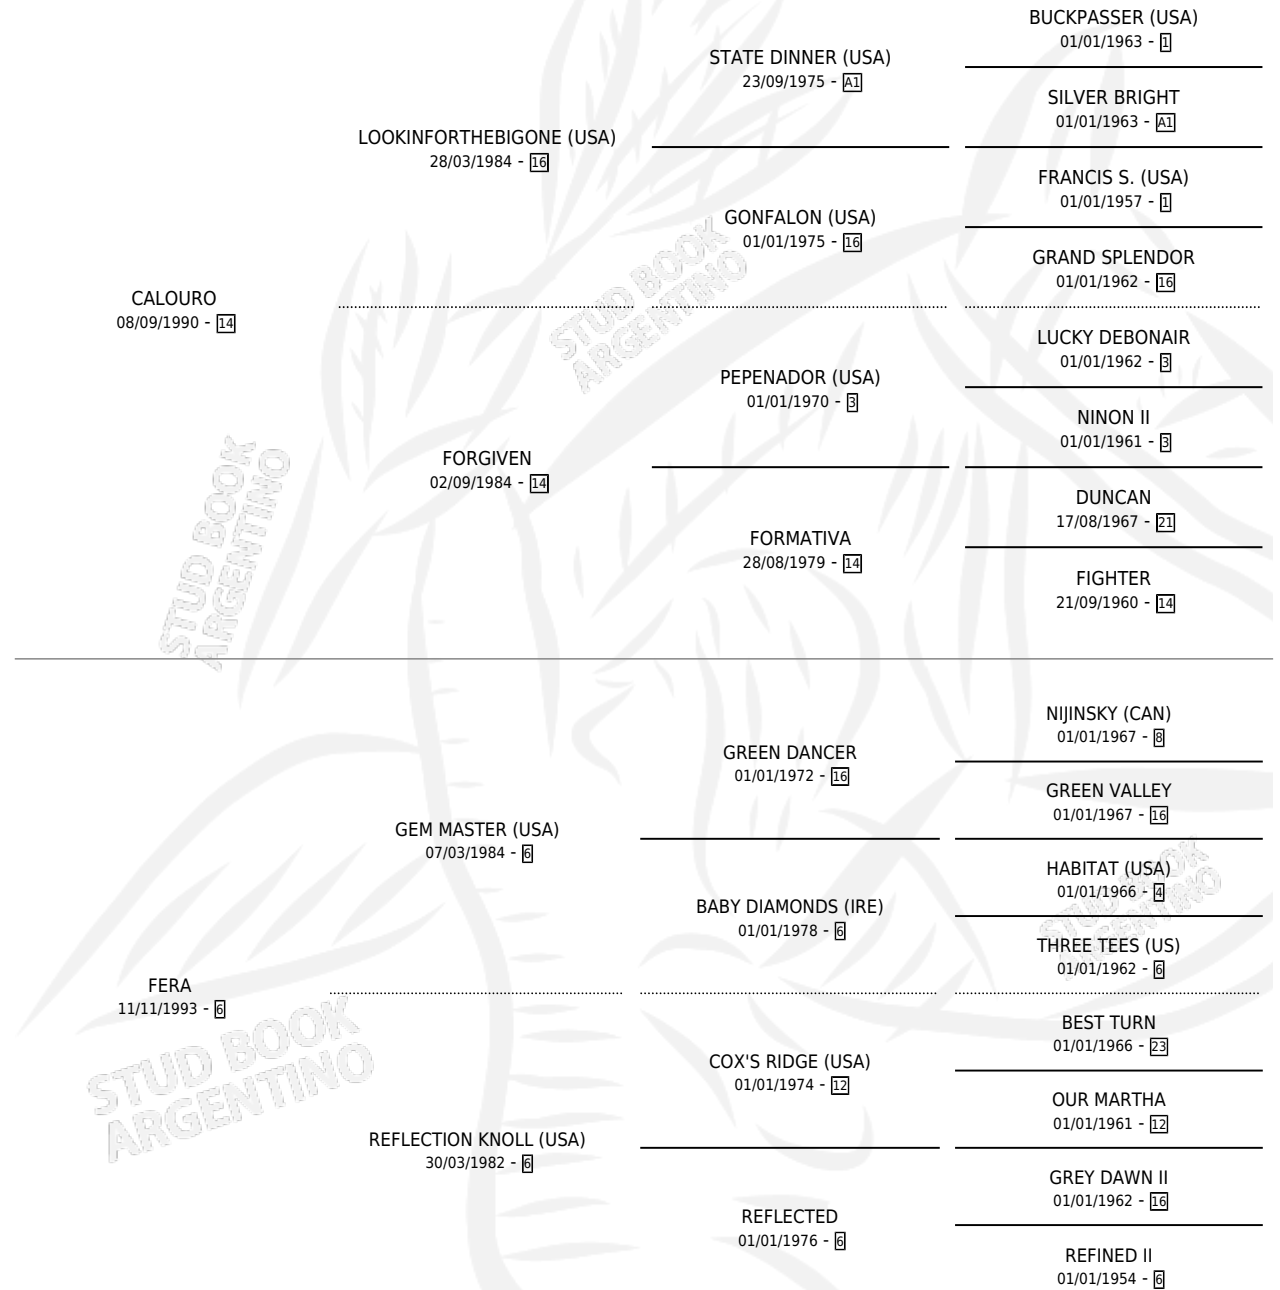 BUCKPASSER (USA)
01/01/1963 - 1
STATE DINNER (USA)
23/09/1975 - A1
SILVER BRIGHT
01/01/1963 - A1
LOOKINFORTHEBIGONE (USA)
28/03/1984 - 16
FRANCIS S. (USA)
01/01/1957 - 1
GONFALON (USA)
01/01/1975 - 16
GRAND SPLENDOR
01/01/1962 - 16
CALOURO
08/09/1990 - 14
STUD BOOK
ARGENTINO
LUCKY DEBONAIR
01/01/1962 - 3
PEPENADOR (USA)
01/01/1970 - 3
NINON II
01/01/1961 - 3
FORGIVEN
02/09/1984 - 14
DUNCAN
17/08/1967 - 21
FORMATIVA
28/08/1979 - 14
FIGHTER
21/09/1960 - 14
STUD BOOK
ARGENTINO
NIJINSKY (CAN)
01/01/1967 - 8
GREEN DANCER
01/01/1972 - 16
GREEN VALLEY
01/01/1967 - 16
GEM MASTER (USA)
07/03/1984 - 6
HABITAT (USA)
01/01/1966 - 4
BABY DIAMONDS (IRE)
01/01/1978 - 6
STUD BOOK
ARGENTINO
THREE TEES (US)
01/01/1962 - 6
FERA
11/11/1993 - 6
STUD BOOK
ARGENTINO
BEST TURN
01/01/1966 - 23
COX'S RIDGE (USA)
01/01/1974 - 12
OUR MARTHA
01/01/1961 - 12
REFLECTION KNOLL (USA)
30/03/1982 - 6
GREY DAWN II
01/01/1962 - 16
REFLECTED
01/01/1976 - 6
REFINED II
01/01/1954 - 6